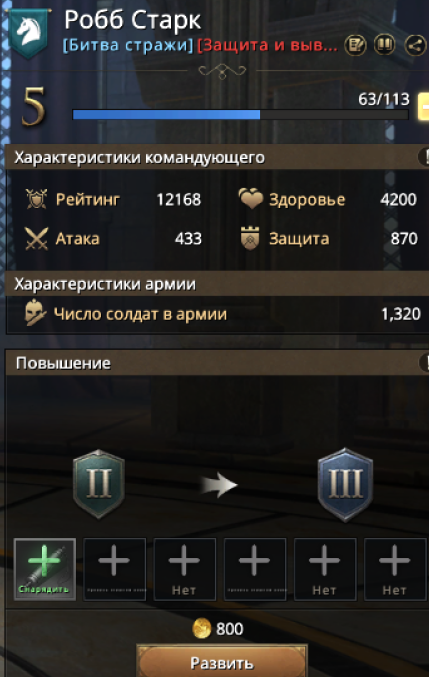 Робб Старк
[Битва стражи] [Защита и выв...
5
63/113
Характеристики командующего
Рейтинг 12168 Здоровье 4200
Атака 433 Защита 870
Характеристики армии
Число солдат в армии 1,320
Повышение
II III
Снарядить Нет Нет Нет
800
Развить